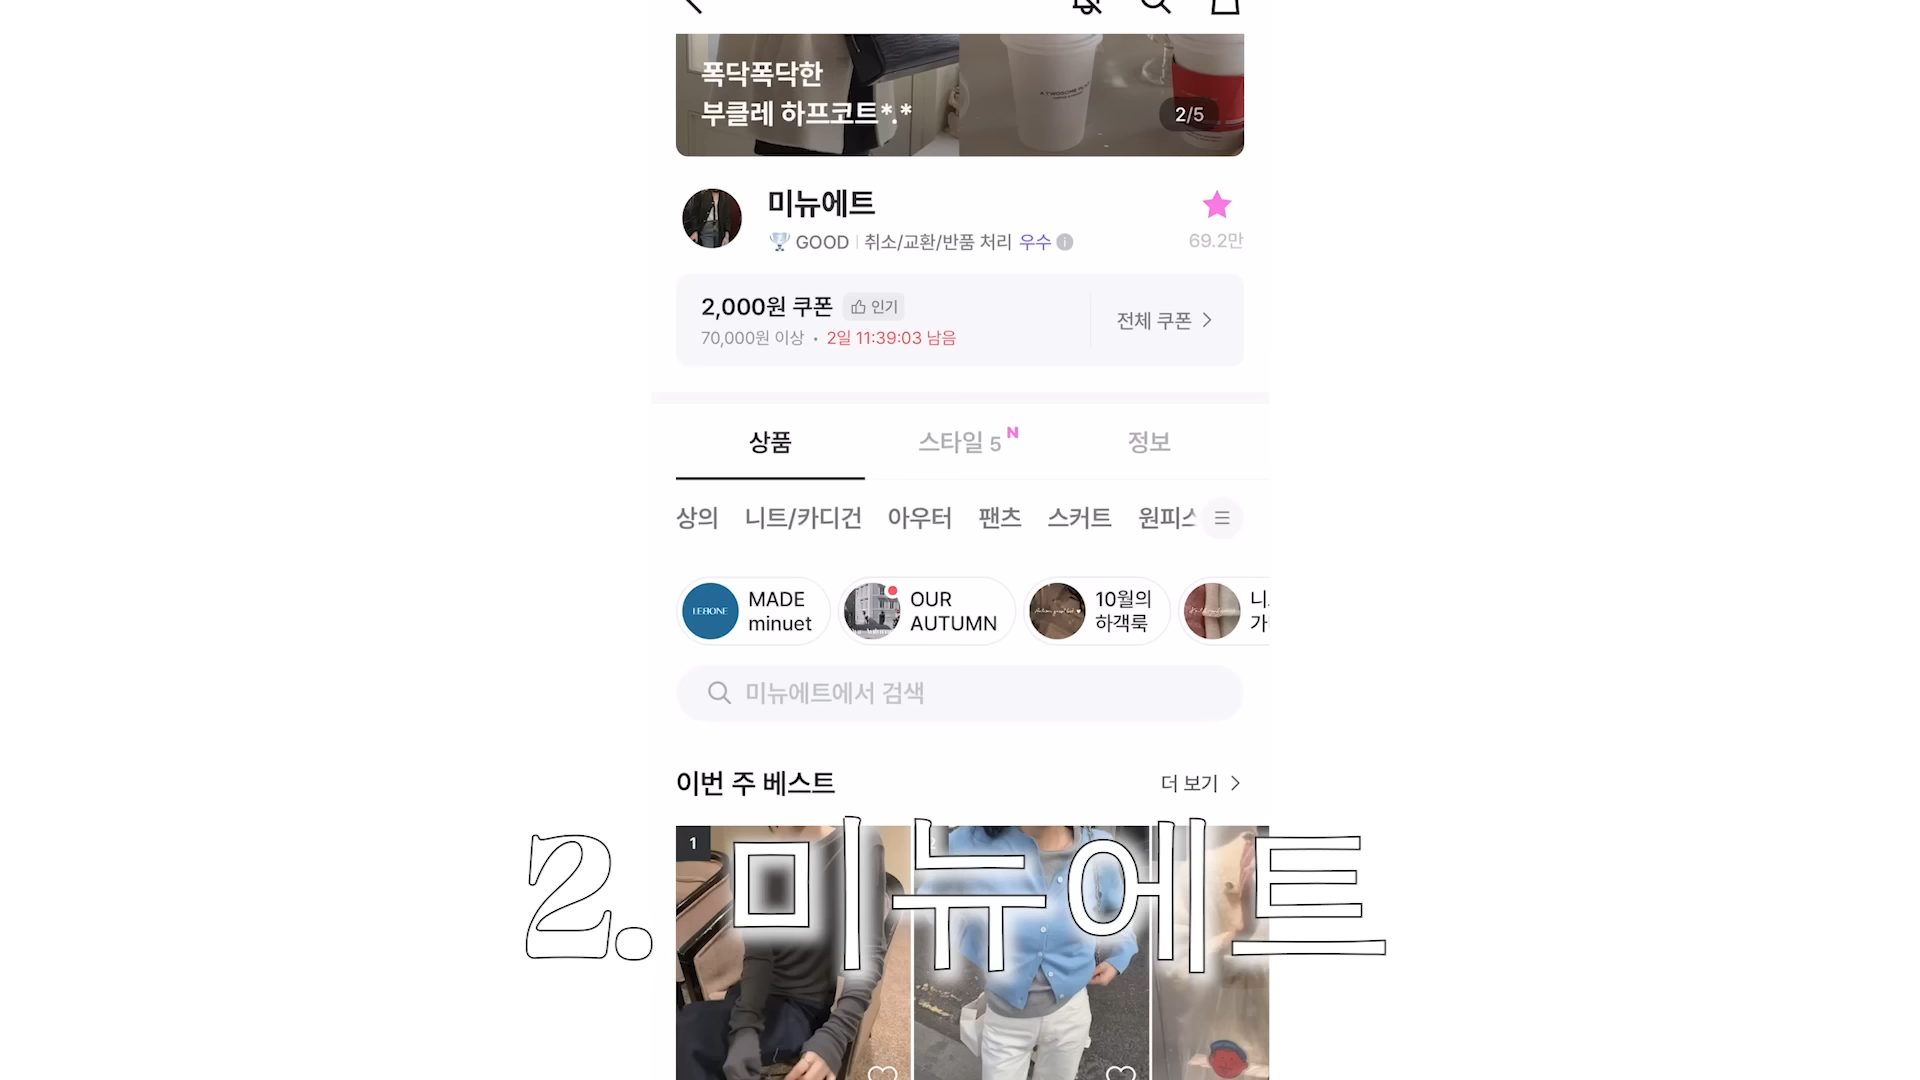 폭닥폭닥한
부클레 하프코트*.*
2/5
미뉴에트
GOOD | 취소/교환/반품 처리 우수
69.2만
2,000원 쿠폰 인기
70,000원 이상 • 2일 11:39:03 남음
전체 쿠폰
상품 스타일 5 N 정보
상의 니트/카디건 아우터 팬츠 스커트 원피스
MADE
minuet
OUR
AUTUMN
10월의
하객룩
미뉴에트에서 검색
이번 주 베스트
더 보기
1
2
2. 미뉴에트